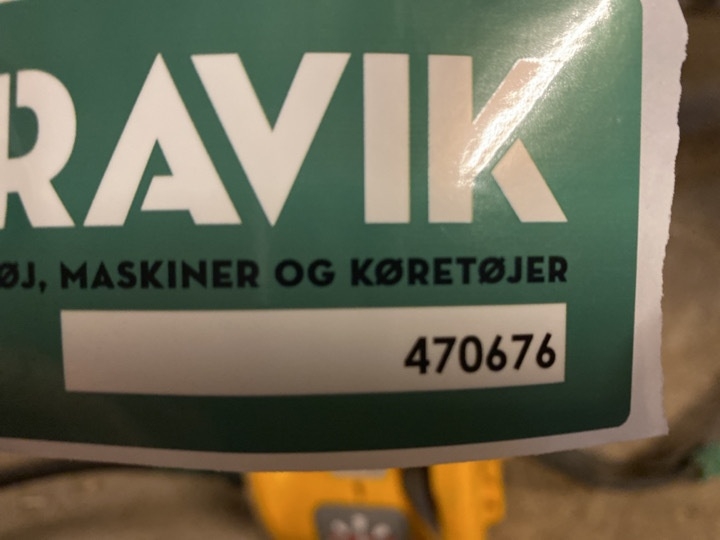 RAVIK
ØJ, MASKINER OG KØRETØJER
470676